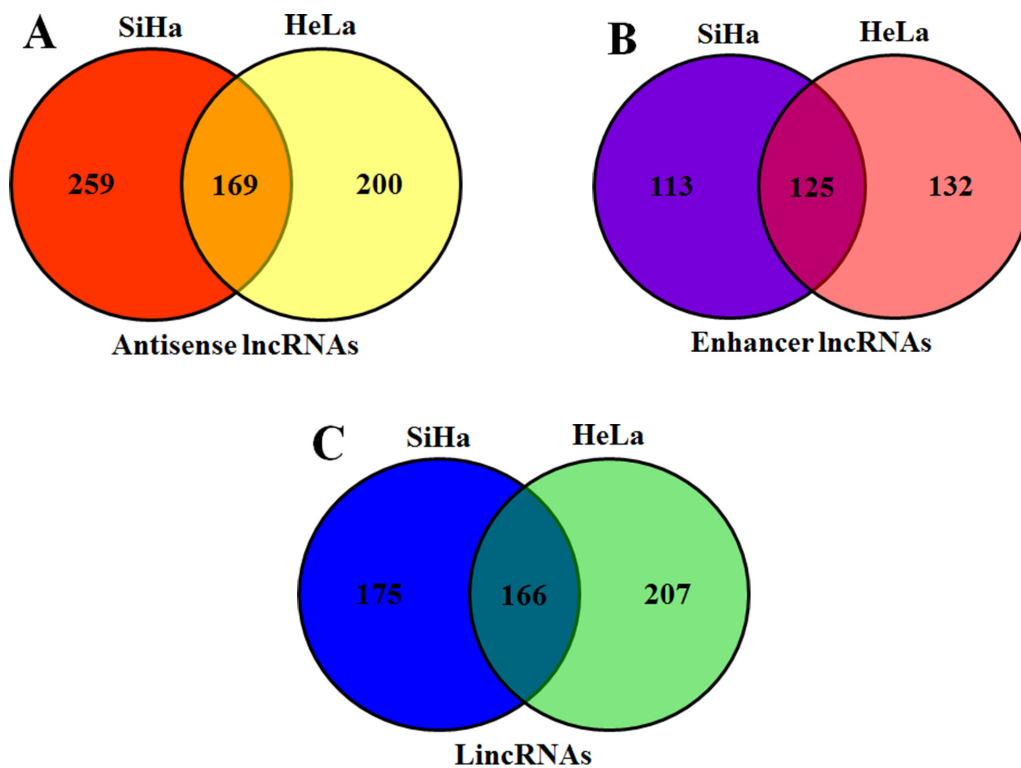 A
SiHa
HeLa
259
169
200
Antisense lncRNAs
B
SiHa
HeLa
113
125
132
Enhancer lncRNAs
C
SiHa
HeLa
175
166
207
LincRNAs